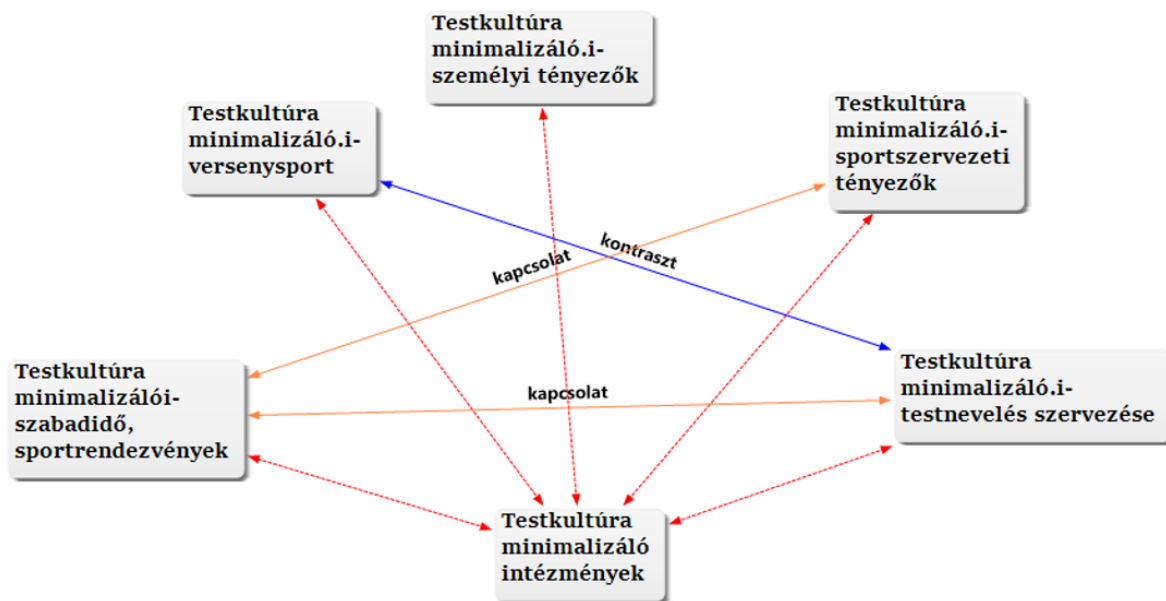 Testkultúra
minimalizáló.i-
személyi tényezők
Testkultúra
minimalizáló.i-
versenysport
Testkultúra
minimalizáló.i-
sportszervezeti
tényezők
kontraszt
kapcsolat
Testkultúra
minimalizálói-
szabadidő,
sportrendezvények
kapcsolat
Testkultúra
minimalizáló.i-
testnevelés szervezése
Testkultúra
minimalizáló
intézmények